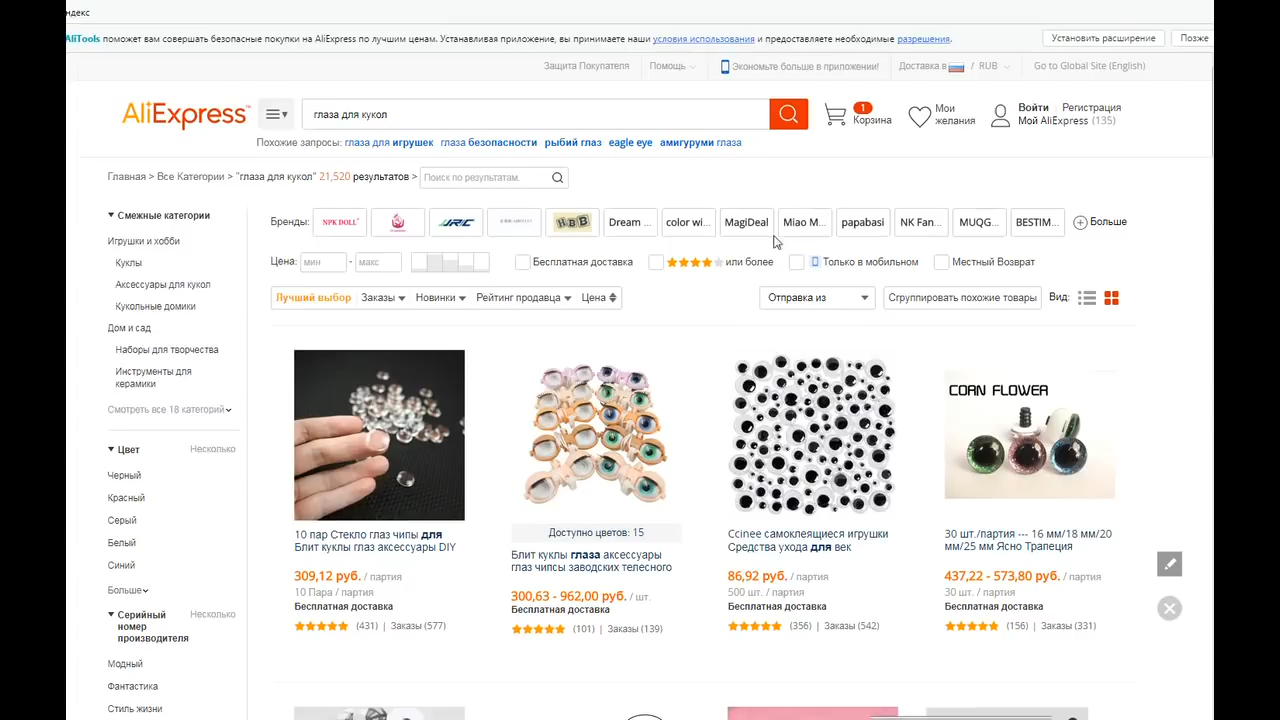 ндекс
AliTools поможет вам совершать безопасные покупки на AliExpress по лучшим ценам. Устанавливая приложение, вы принимаете наши условия использования и предоставляете необходимые разрешения.
Установить расширение
Позже
Защита Покупателя
Помощь
Экономьте больше в приложении!
Доставка в / RUB
Go to Global Site (English)
AliExpress™
глаза для кукол
1
Корзина
Мои
желания
Войти Регистрация
Мой AliExpress (135)
Похожие запросы: глаза для игрушек глаза безопасности рыбий глаз eagle eye амигуруми глаза
Главная > Все Категории > "глаза для кукол" 21,520 результатов >
Поиск по результатам.
Смежные категории
Игрушки и хобби
Куклы
Аксессуары для кукол
Кукольные домики
Дом и сад
Наборы для творчества
Инструменты для
керамики
Смотреть все 18 категорий
Цвет Несколько
Черный
Красный
Серый
Белый
Синий
Больше
Серийный Несколько
номер
производителя
Модный
Фантастика
Стиль жизни
Бренды:
NPK DOLL
JJRC
HBB
Dream ...
color wi...
MagiDeal
Miao M...
papabasi
NK Fan...
MUQG...
BESTIM...
Больше
Цена: мин - макс
Бесплатная доставка
или более
Только в мобильном
Местный Возврат
Лучший выбор
Заказы
Новинки
Рейтинг продавца
Цена
Отправка из
Сгруппировать похожие товары
Вид:
10 пар Стекло глаз чипы для
Блит куклы глаз аксессуары DIY
309,12 руб. / партия
10 Пара / партия
Бесплатная доставка
(431) | Заказы (577)
Доступно цветов: 15
Блит куклы глаза аксессуары
глаз чипсы заводских телесного
300,63 - 962,00 руб. / шт.
Бесплатная доставка
(101) | Заказы (139)
Ccinee самоклеящиеся игрушки
Средства ухода для век
86,92 руб. / партия
500 шт. / партия
Бесплатная доставка
(356) | Заказы (542)
CORN FLOWER
30 шт./партия --- 16 мм/18 мм/20
мм/25 мм Ясно Трапеция
437,22 - 573,80 руб. / партия
30 шт. / партия
Бесплатная доставка
(156) | Заказы (331)